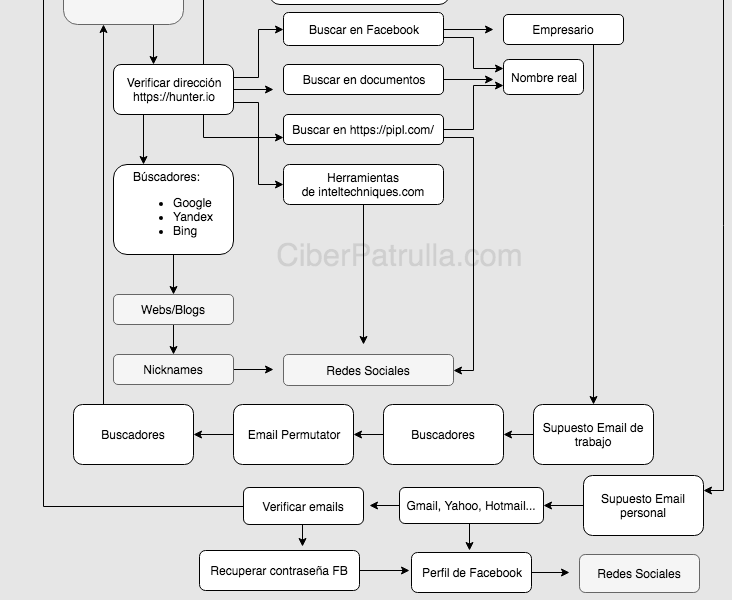 Buscar en Facebook
Empresario
Verificar dirección
https://hunter.io
Buscar en documentos
Nombre real
Buscar en https://pipl.com/
Búscadores:
Google
Yandex
Bing
Herramientas
de inteltechniques.com
CiberPatrulla.com
Webs/Blogs
Nicknames
Redes Sociales
Buscadores
Email Permutator
Buscadores
Supuesto Email de
trabajo
Verificar emails
Gmail, Yahoo, Hotmail...
Supuesto Email
personal
Recuperar contraseña FB
Perfil de Facebook
Redes Sociales